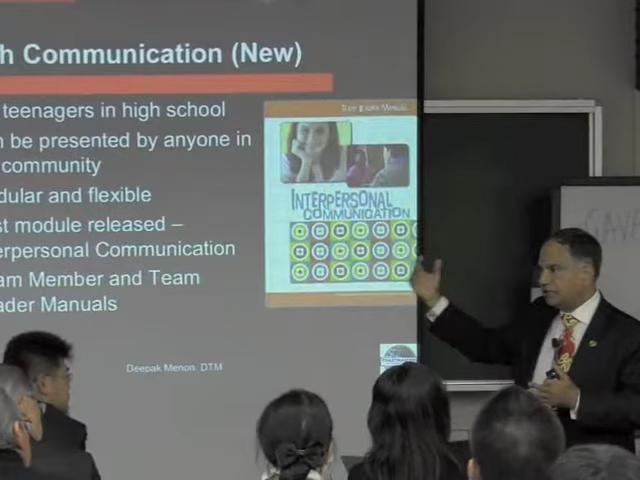 h Communication (New)
teenagers in high school
n be presented by anyone in
community
dular and flexible
st module released –
erpersonal Communication
am Member and Team
ader Manuals
INTERPERSONAL
COMMUNICATION
Deepak Menon, DTM